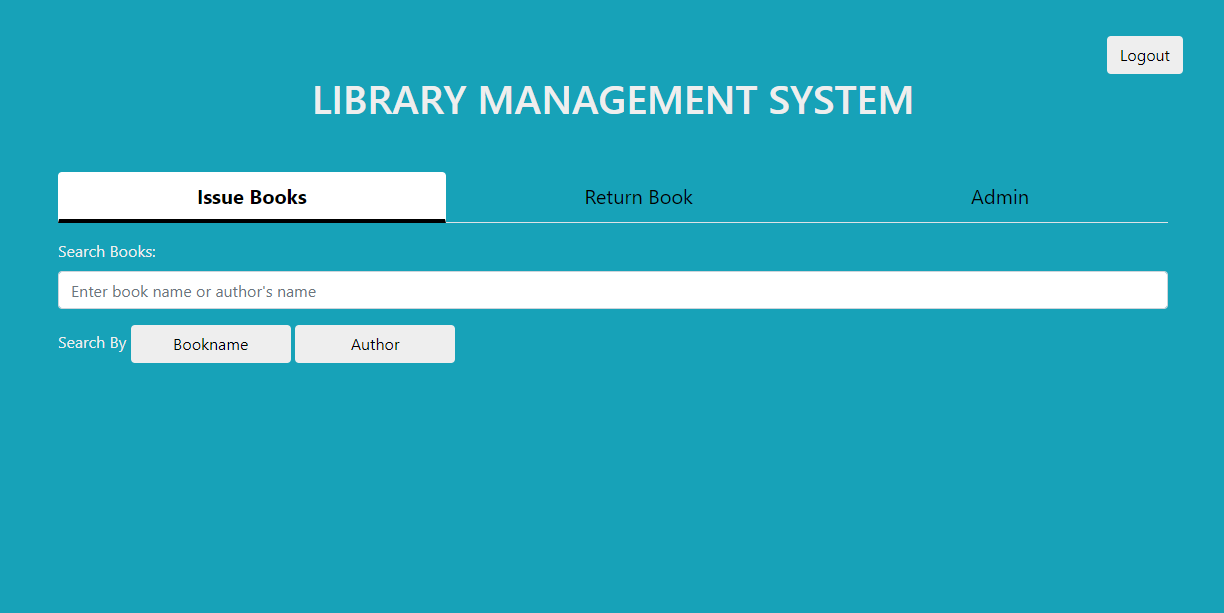 Logout
LIBRARY MANAGEMENT SYSTEM
Issue Books Return Book Admin
Search Books:
Enter book name or author's name
Search By Bookname Author